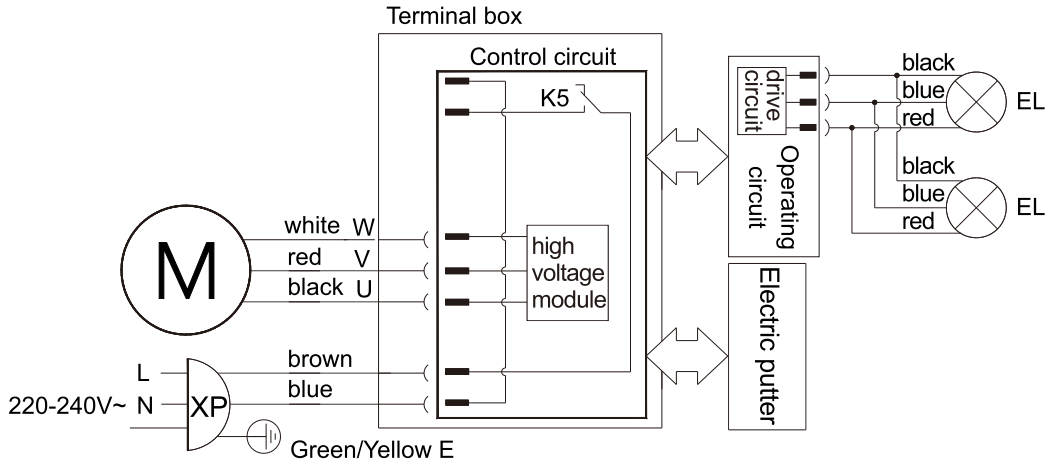 Terminal box
Control circuit
K5
drive
circuit
Operating
circuit
black
blue
red
EL
black
blue
red
EL
M
white W
red V
black U
high
voltage
module
Electric putter
L
220-240V~ N
XP
brown
blue
Green/Yellow E